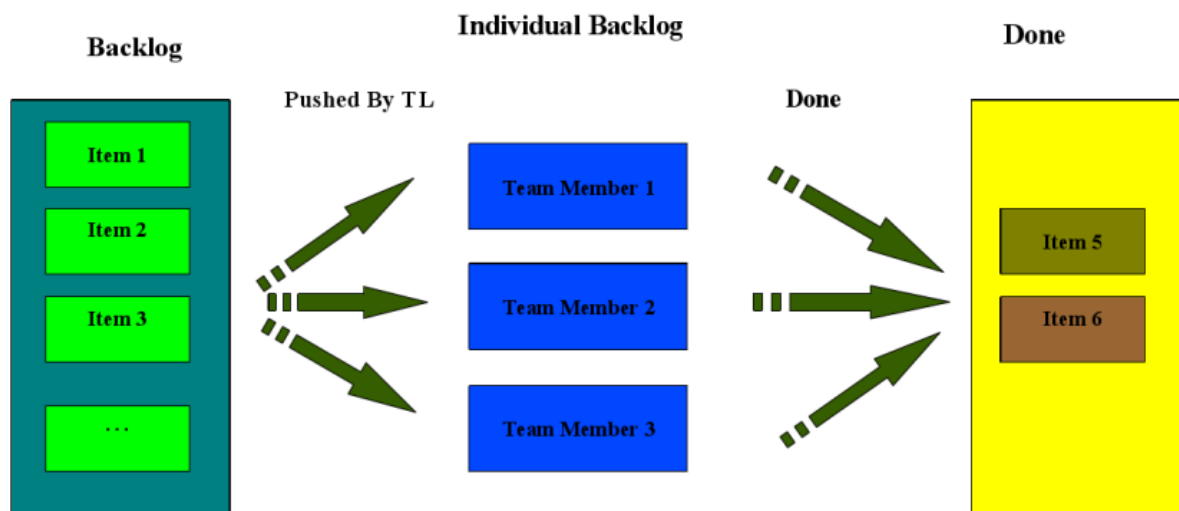 Backlog
Individual Backlog
Done
Pushed By TL
Done
Item 1
Item 2
Item 3
...
Team Member 1
Team Member 2
Team Member 3
Item 5
Item 6